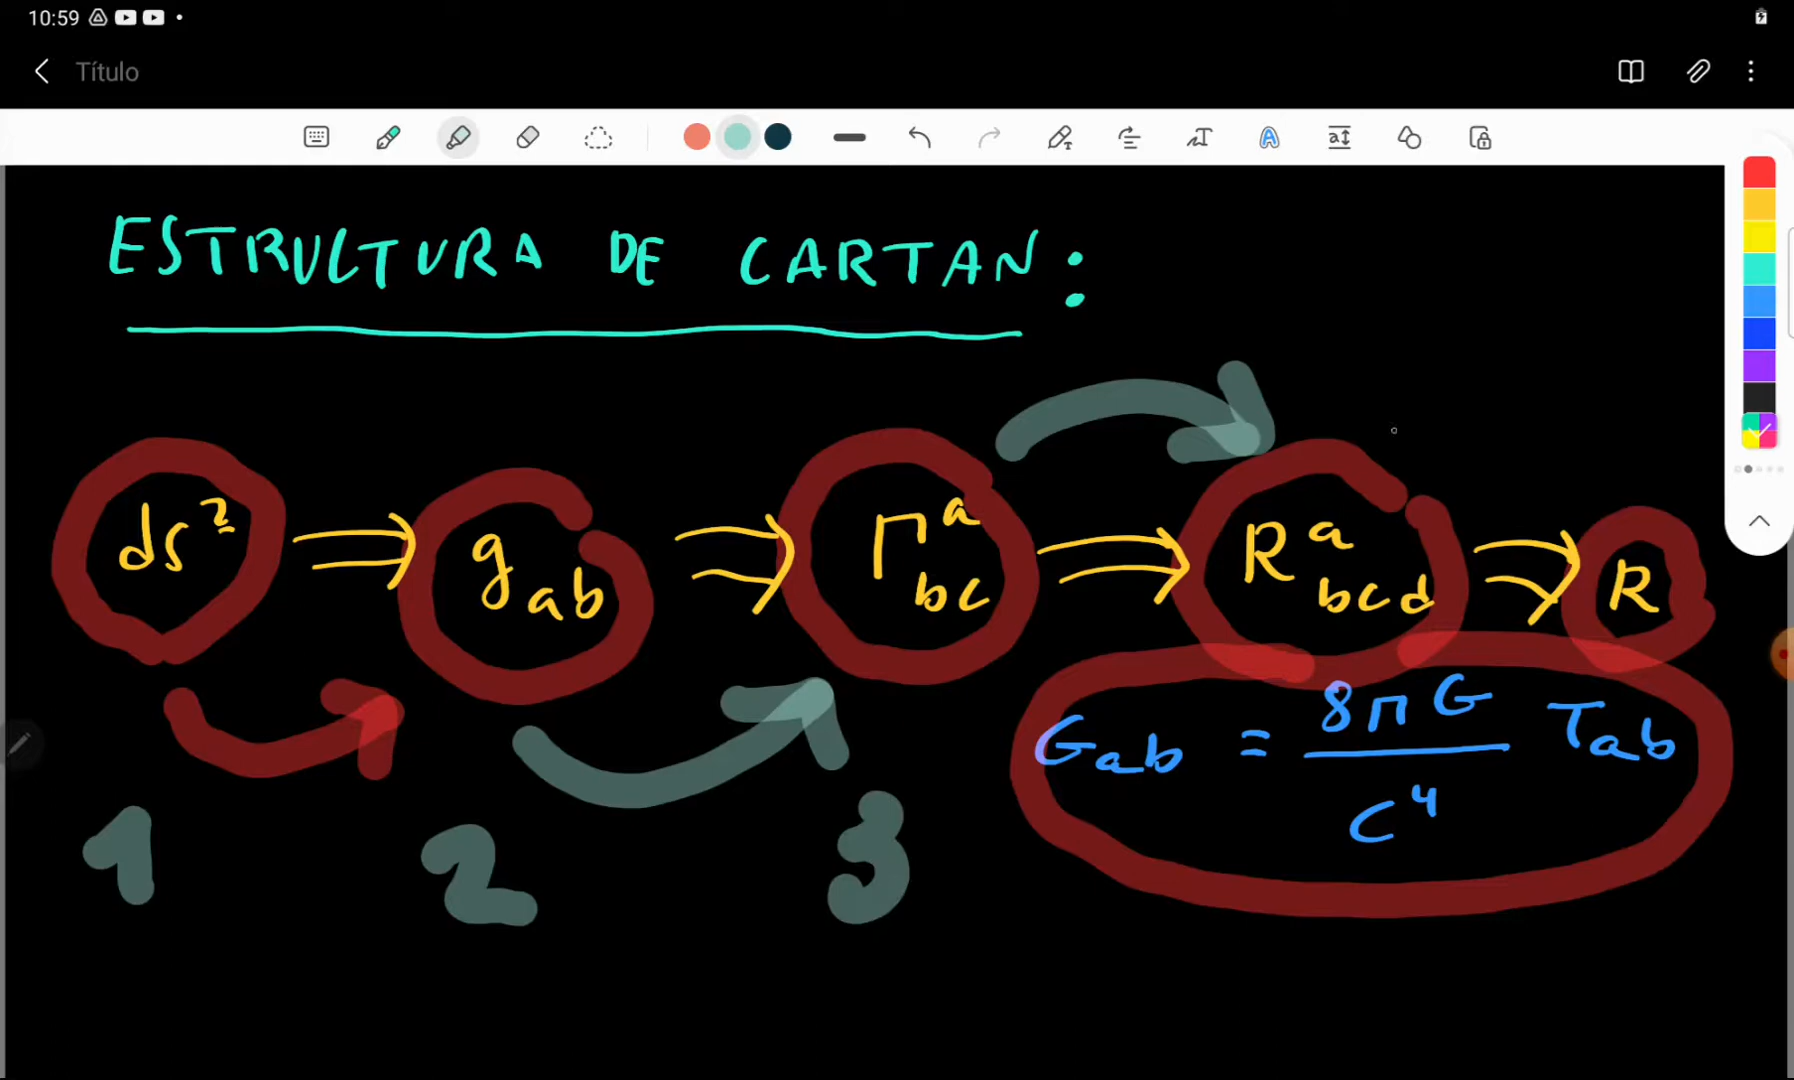 10:59
Título
ESTRUCTURA DE CARTAN:
ds² ⇒ g_ab ⇒ Γ^a_bc ⇒ R^a_bcd ⇒ R
G_ab = 8πG/c⁴ T_ab
1 2 3